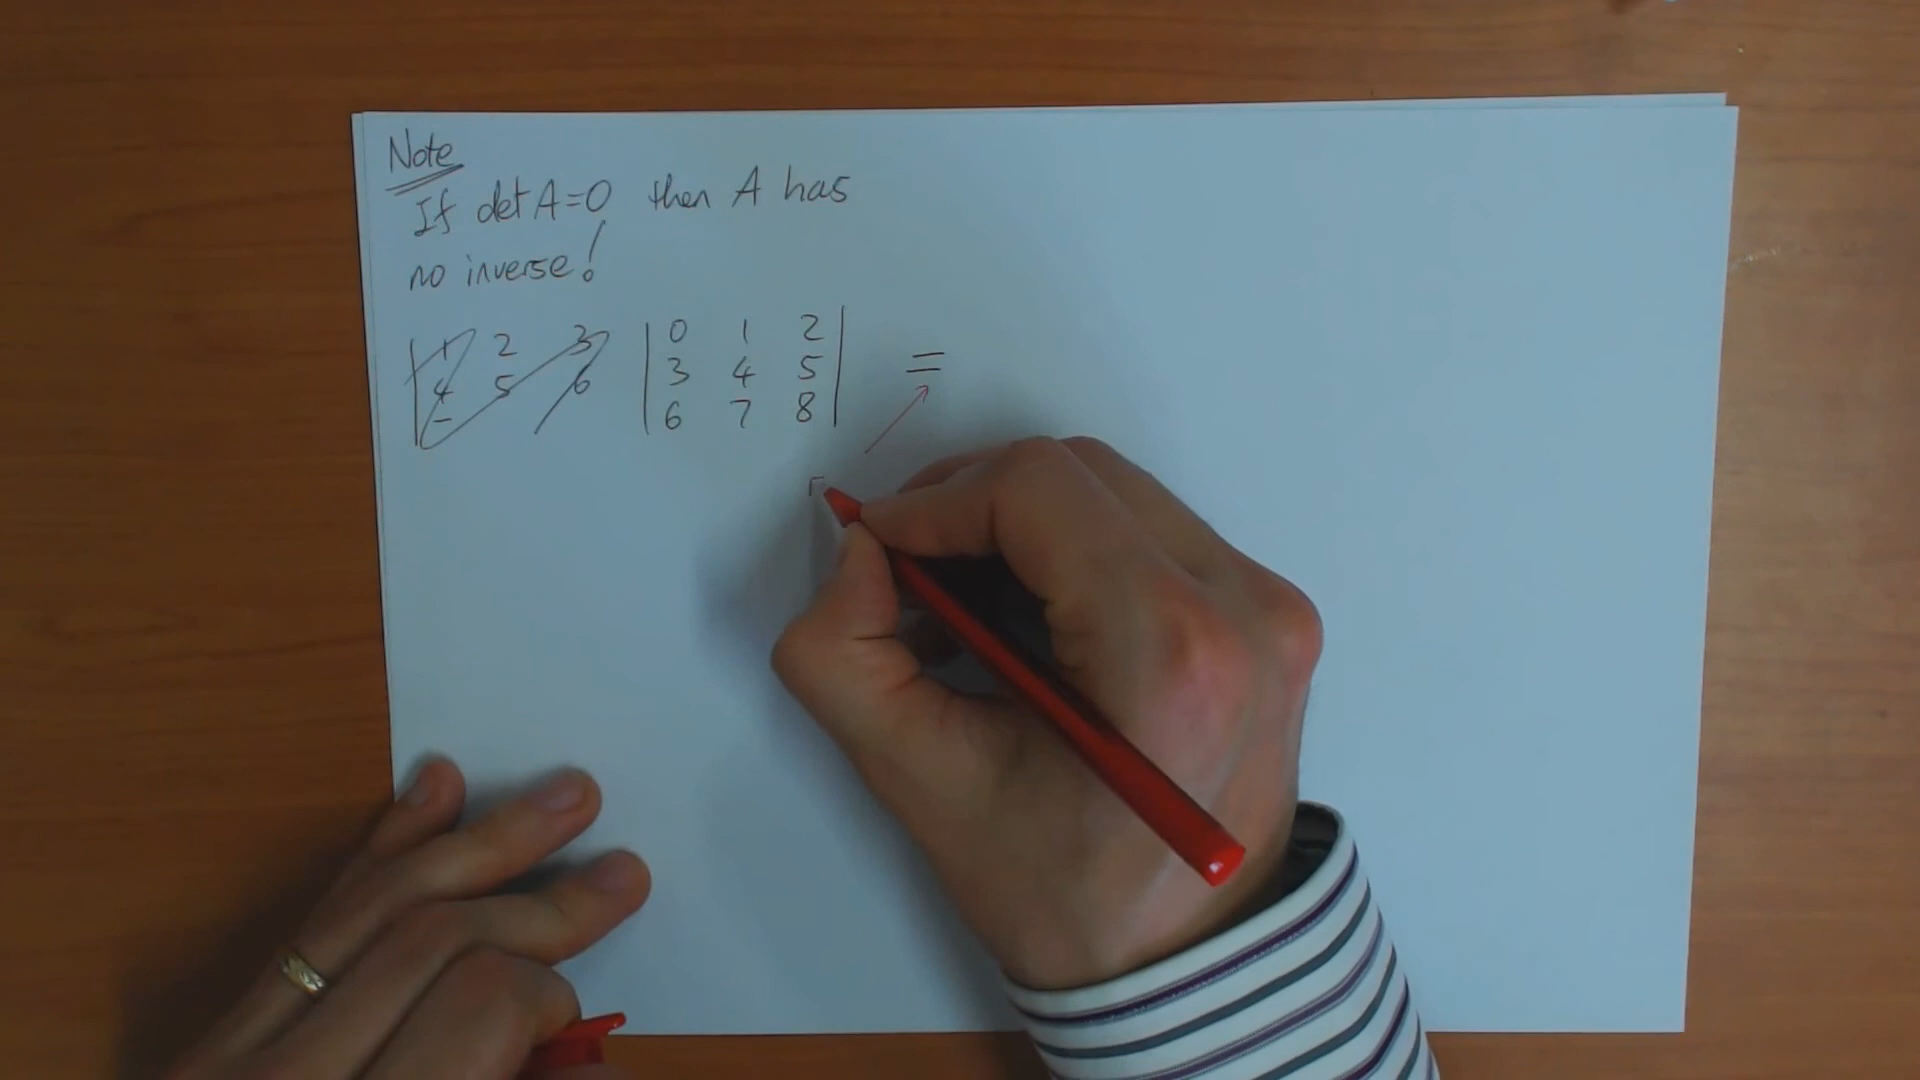 Note
If det A=0 then A has
no inverse!
1 2 3
4 5 6
| 0 1 2 |
| 3 4 5 | =
| 6 7 8 |